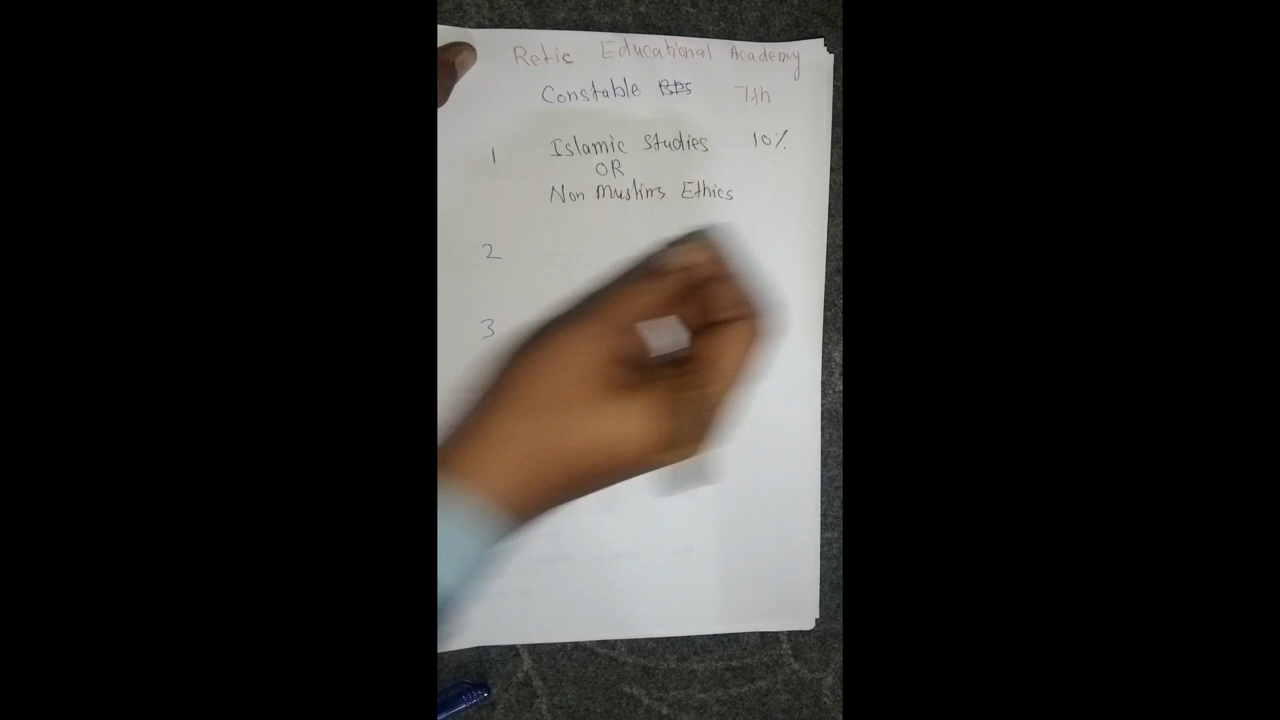 Retic Educational Academy
Constable BPS 7th
1 Islamic Studies 10%
OR
Non Muslims Ethics
2
3